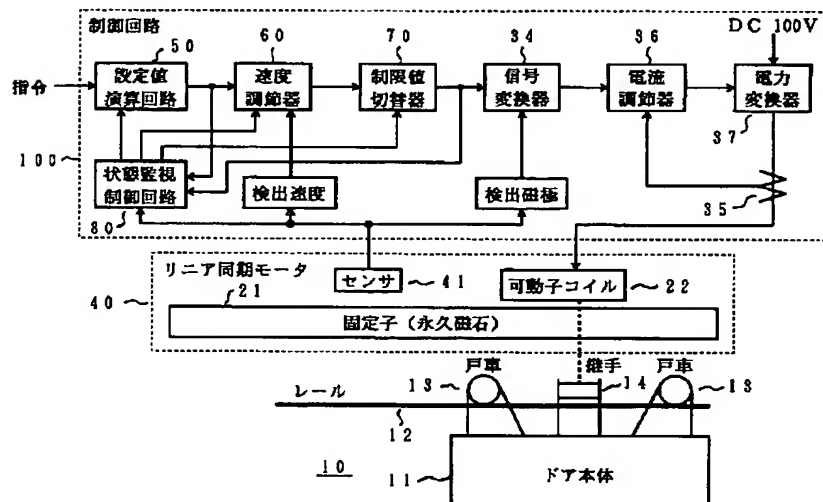 制御回路
DC 100V
50
60
70
34
36
指令
設定値
演算回路
速度
調節器
制限値
切替器
信号
変換器
電流
調節器
電力
変換器
37
100
状態監視
制御回路
80
検出速度
検出磁極
35
リニア同期モータ
センサ
41
可動子コイル
22
40
21
固定子（永久磁石）
戸車
継手
戸車
13
14
13
レール
12
10
11
ドア本体